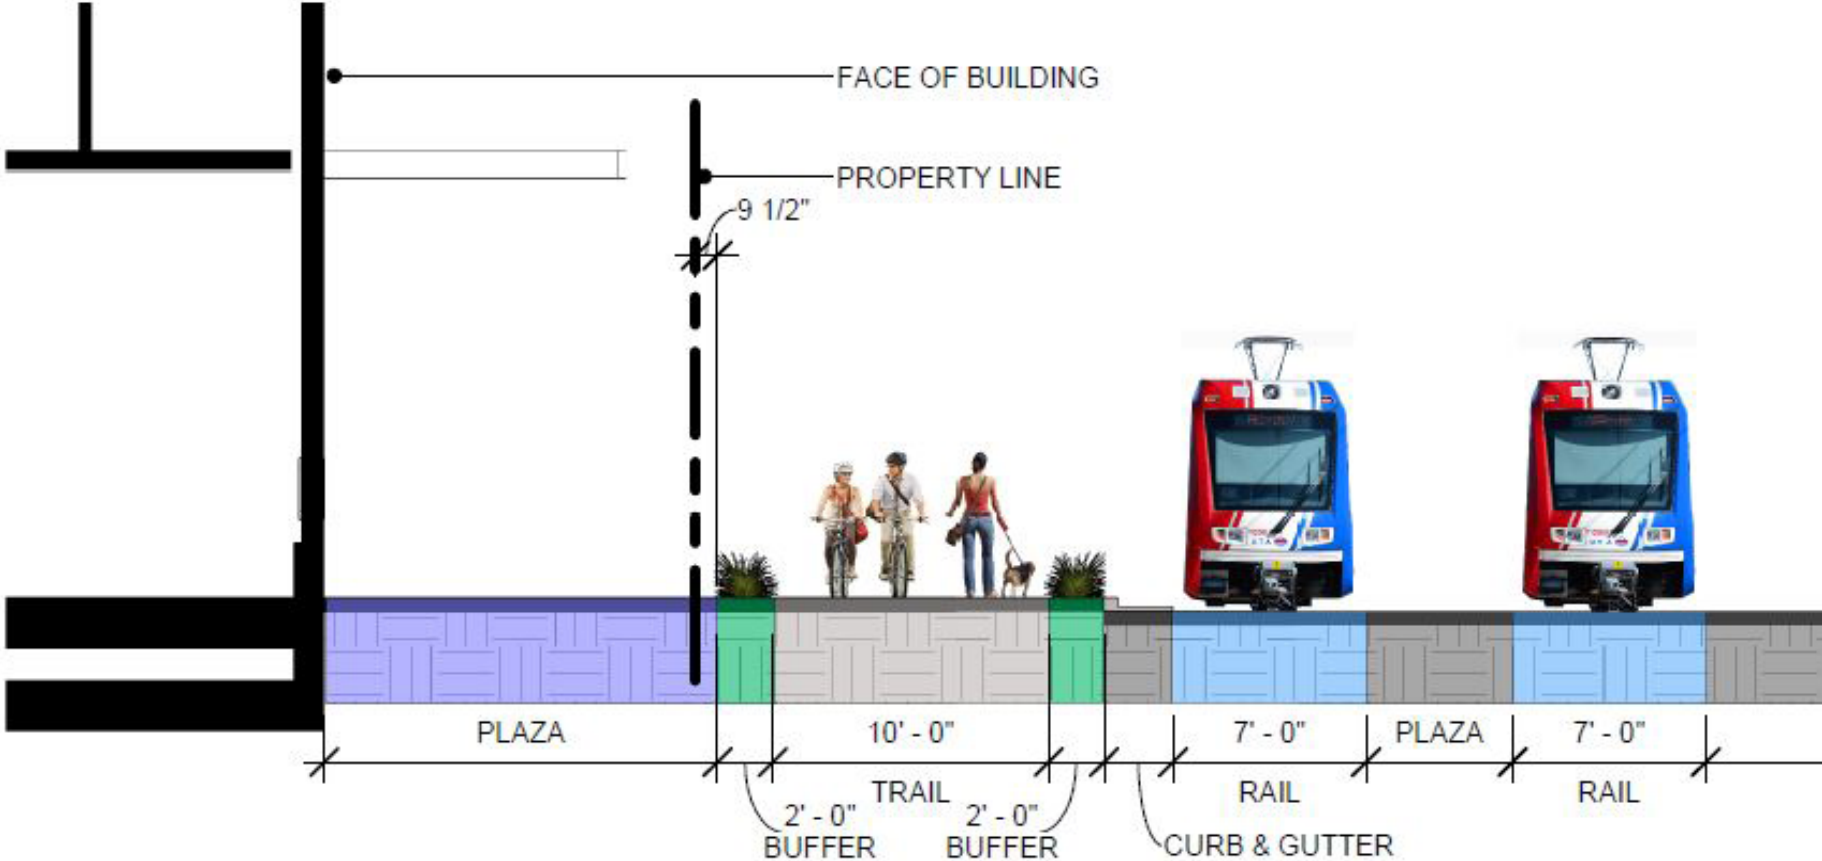 FACE OF BUILDING
PROPERTY LINE
9 1/2"
PLAZA
10' - 0"
7' - 0"
PLAZA
7' - 0"
TRAIL
RAIL
RAIL
2' - 0"
2' - 0"
BUFFER
BUFFER
CURB & GUTTER